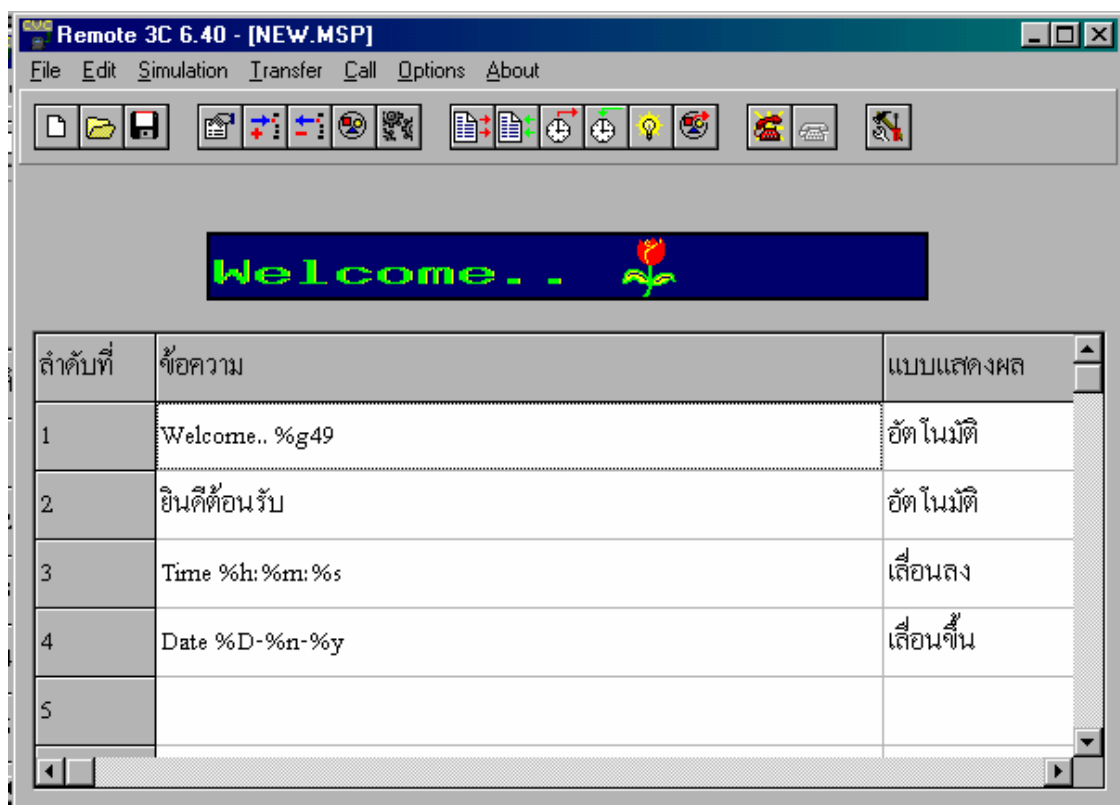 Remote 3C 6.40 - [NEW.MSP]
File Edit Simulation Transfer Call Options About
Welcome..
ลำดับที่ ข้อความ แบบแสดงผล
1 Welcome.. %g49 อัตโนมัติ
2 ยินดีต้อนรับ อัตโนมัติ
3 Time %h:%m:%s เลื่อนลง
4 Date %D-%n-%y เลื่อนขึ้น
5